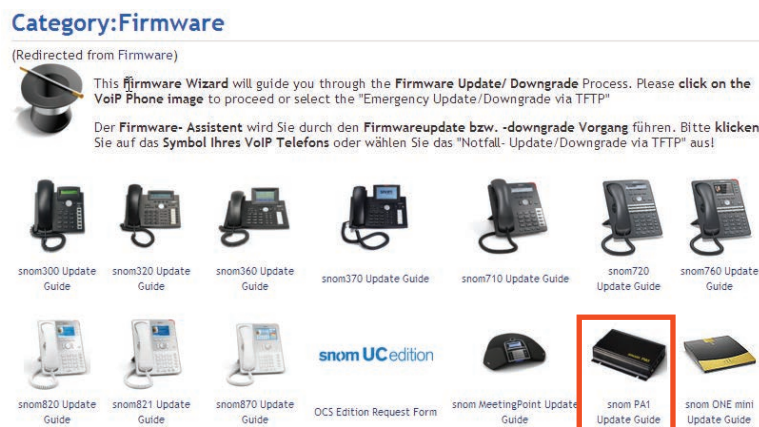 Category:Firmware
(Redirected from Firmware)
This Firmware Wizard will guide you through the Firmware Update/ Downgrade Process. Please click on the
VoiP Phone image to proceed or select the "Emergency Update/Downgrade via TFTP"
Der Firmware- Assistent wird Sie durch den Firmwareupdate bzw. -downgrade Vorgang führen. Bitte klicken
Sie auf das Symbol Ihres VoIP Telefons oder wählen Sie das "Notfall- Update/Downgrade via TFTP" aus!
snom300 Update
Guide
snom320 Update
Guide
snom360 Update
Guide
snom370 Update Guide
snom710 Update Guide
snom720
Update Guide
snom760 Update
Guide
snom UC edition
snom820 Update
Guide
snom821 Update
Guide
snom870 Update
Guide
OCS Edition Request Form
snom MeetingPoint Update
Guide
snom PA1
Update Guide
snom ONE mini
Update Guide